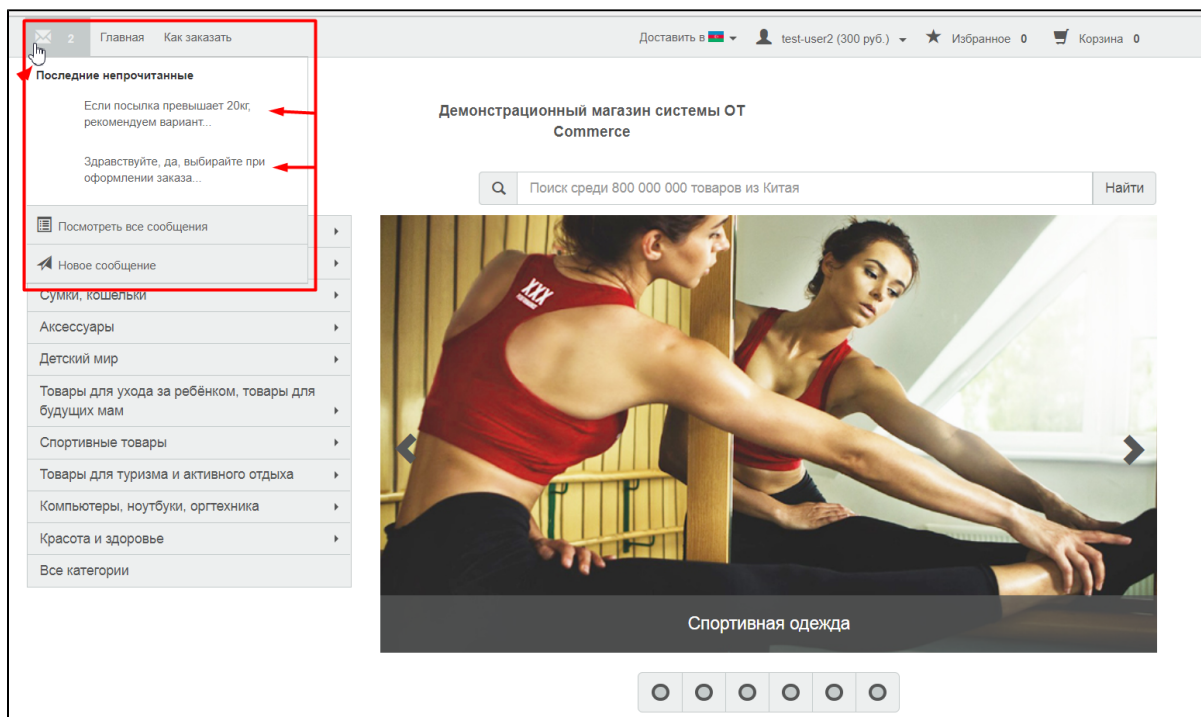 2 Главная Как заказать Доставить в test-user2 (300 руб.) Избранное 0 Корзина 0
Последние непрочитанные
Если посылка превышает 20кг,
рекомендуем вариант...
Здравствуйте, да, выбирайте при
оформлении заказа...
Посмотреть все сообщения
Новое сообщение
Демонстрационный магазин системы OT
Commerce
Поиск среди 800 000 000 товаров из Китая Найти
Сумки, кошельки
Аксессуары
Детский мир
Товары для ухода за ребёнком, товары для
будущих мам
Спортивные товары
Товары для туризма и активного отдыха
Компьютеры, ноутбуки, оргтехника
Красота и здоровье
Все категории
XXX
Спортивная одежда